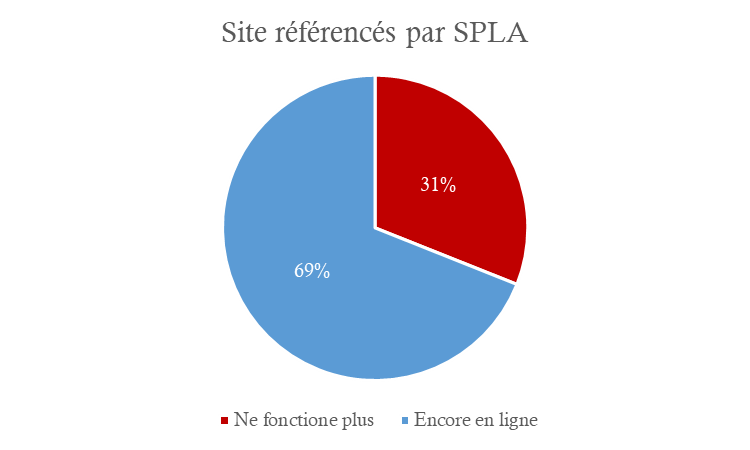 Site référencés par SPLA
31%
69%
Ne fonctione plus
Encore en ligne